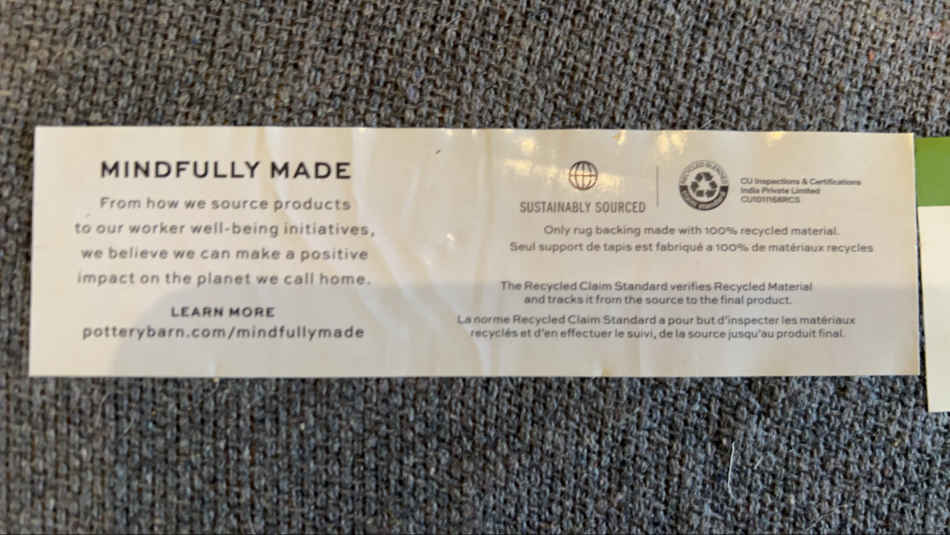 MINDFULLY MADE
From how we source products
to our worker well-being initiatives,
we believe we can make a positive
impact on the planet we call home.
LEARN MORE
potterybarn.com/mindfullymade
SUSTAINABLY SOURCED
RECYCLED BLENDED
CU Inspections & Certifications
India Private Limited
CU1011168RCS
Only rug backing made with 100% recycled material.
Seul support de tapis est fabriqué a 100% de matériaux recycles
The Recycled Claim Standard verifies Recycled Material
and tracks it from the source to the final product.
La norme Recycled Claim Standard a pour but d'inspecter les matériaux
recyclés et d'en effectuer le suivi, de la source jusqu'au produit final.